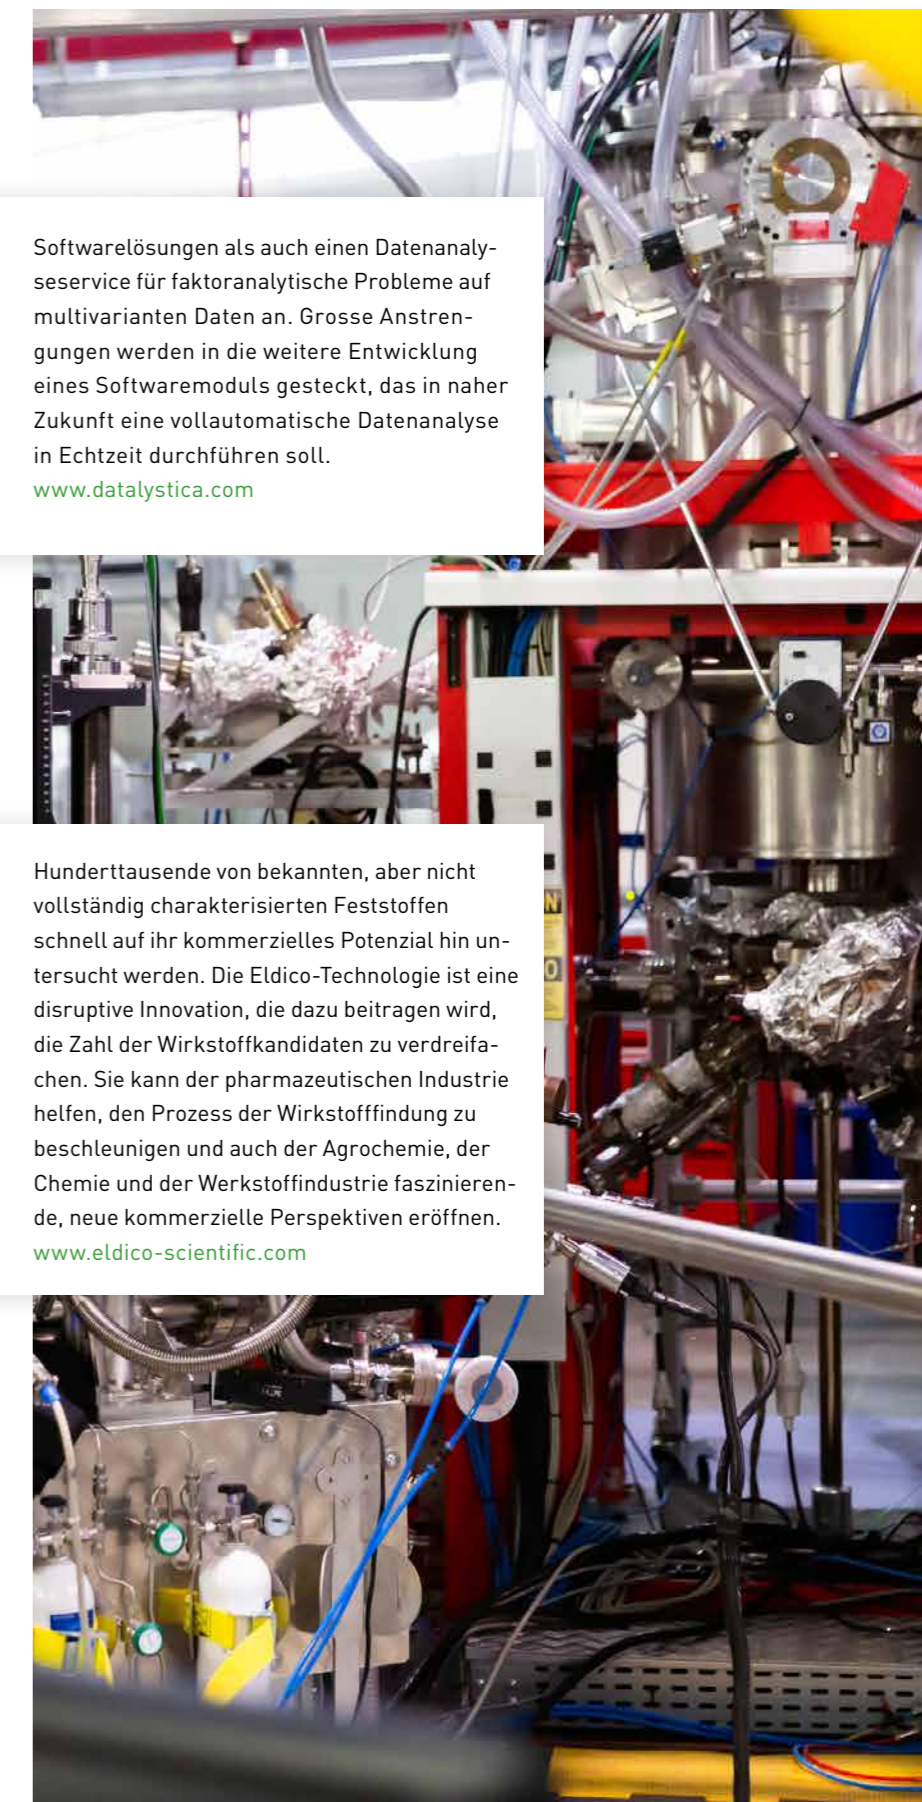 Softwarelösungen als auch einen Datenanaly-
seservice für faktoranalytische Probleme auf
multivarianten Daten an. Grosse Anstren-
gungen werden in die weitere Entwicklung
eines Softwaremoduls gesteckt, das in naher
Zukunft eine vollautomatische Datenanalyse
in Echtzeit durchführen soll.
www.datalystica.com
Hunderttausende von bekannten, aber nicht
vollständig charakterisierten Feststoffen
schnell auf ihr kommerzielles Potenzial hin un-
tersucht werden. Die Eldico-Technologie ist eine
disruptive Innovation, die dazu beitragen wird,
die Zahl der Wirkstoffkandidaten zu verdreifa-
chen. Sie kann der pharmazeutischen Industrie
helfen, den Prozess der Wirkstofffindung zu
beschleunigen und auch der Agrochemie, der
Chemie und der Werkstoffindustrie faszinieren-
de, neue kommerzielle Perspektiven eröffnen.
www.eldico-scientific.com